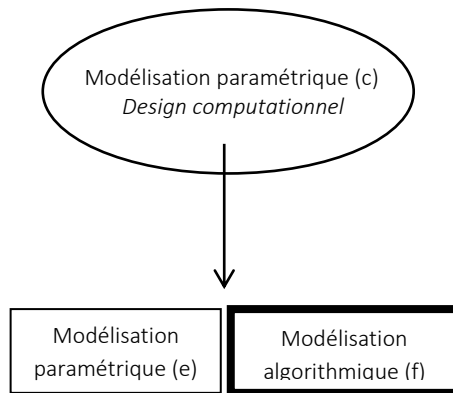 Modélisation paramétrique (c)
Design computationnel
Modélisation
paramétrique (e)
Modélisation
algorithmique (f)